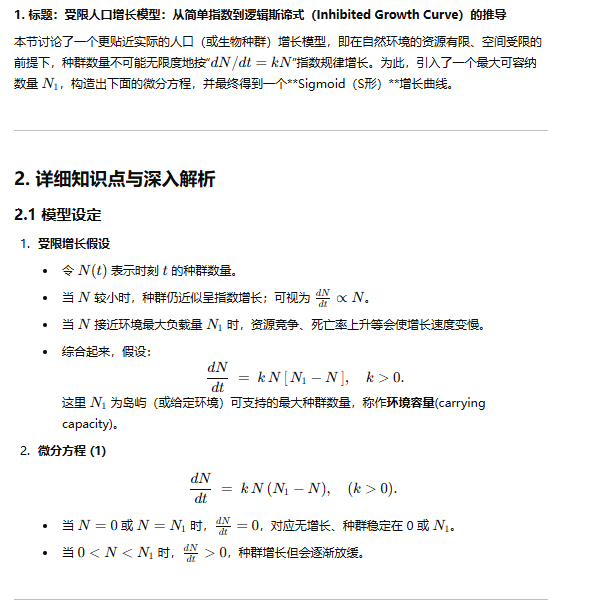 1. 标题：受限人口增长模型：从简单指数到逻辑斯谛式（Inhibited Growth Curve）的推导
本节讨论了一个更贴近实际的人口（或生物种群）增长模型，即在自然环境的资源有限、空间受限的
前提下，种群数量不可能无限度地按“dN/dt = kN”指数规律增长。为此，引入了一个最大可容纳
数量 N₁，构造出下面的微分方程，并最终得到一个**Sigmoid（S形）**增长曲线。
2. 详细知识点与深入解析
2.1 模型设定
1. 受限增长假设
• 令 N(t) 表示时刻 t 的种群数量。
• 当 N 较小时，种群仍近似呈指数增长；可视为 dN/dt ∝ N。
• 当 N 接近环境最大负载量 N₁ 时，资源竞争、死亡率上升等会使增长速度变慢。
• 综合起来，假设：
dN/dt = k N [ N₁ − N ], k > 0.
这里 N₁ 为岛屿（或给定环境）可支持的最大种群数量，称作环境容量(carrying
capacity)。
2. 微分方程 (1)
dN/dt = k N (N₁ − N), (k > 0).
• 当 N = 0 或 N = N₁ 时，dN/dt = 0，对应无增长、种群稳定在 0 或 N₁。
• 当 0 < N < N₁ 时，dN/dt > 0，种群增长但会逐渐放缓。